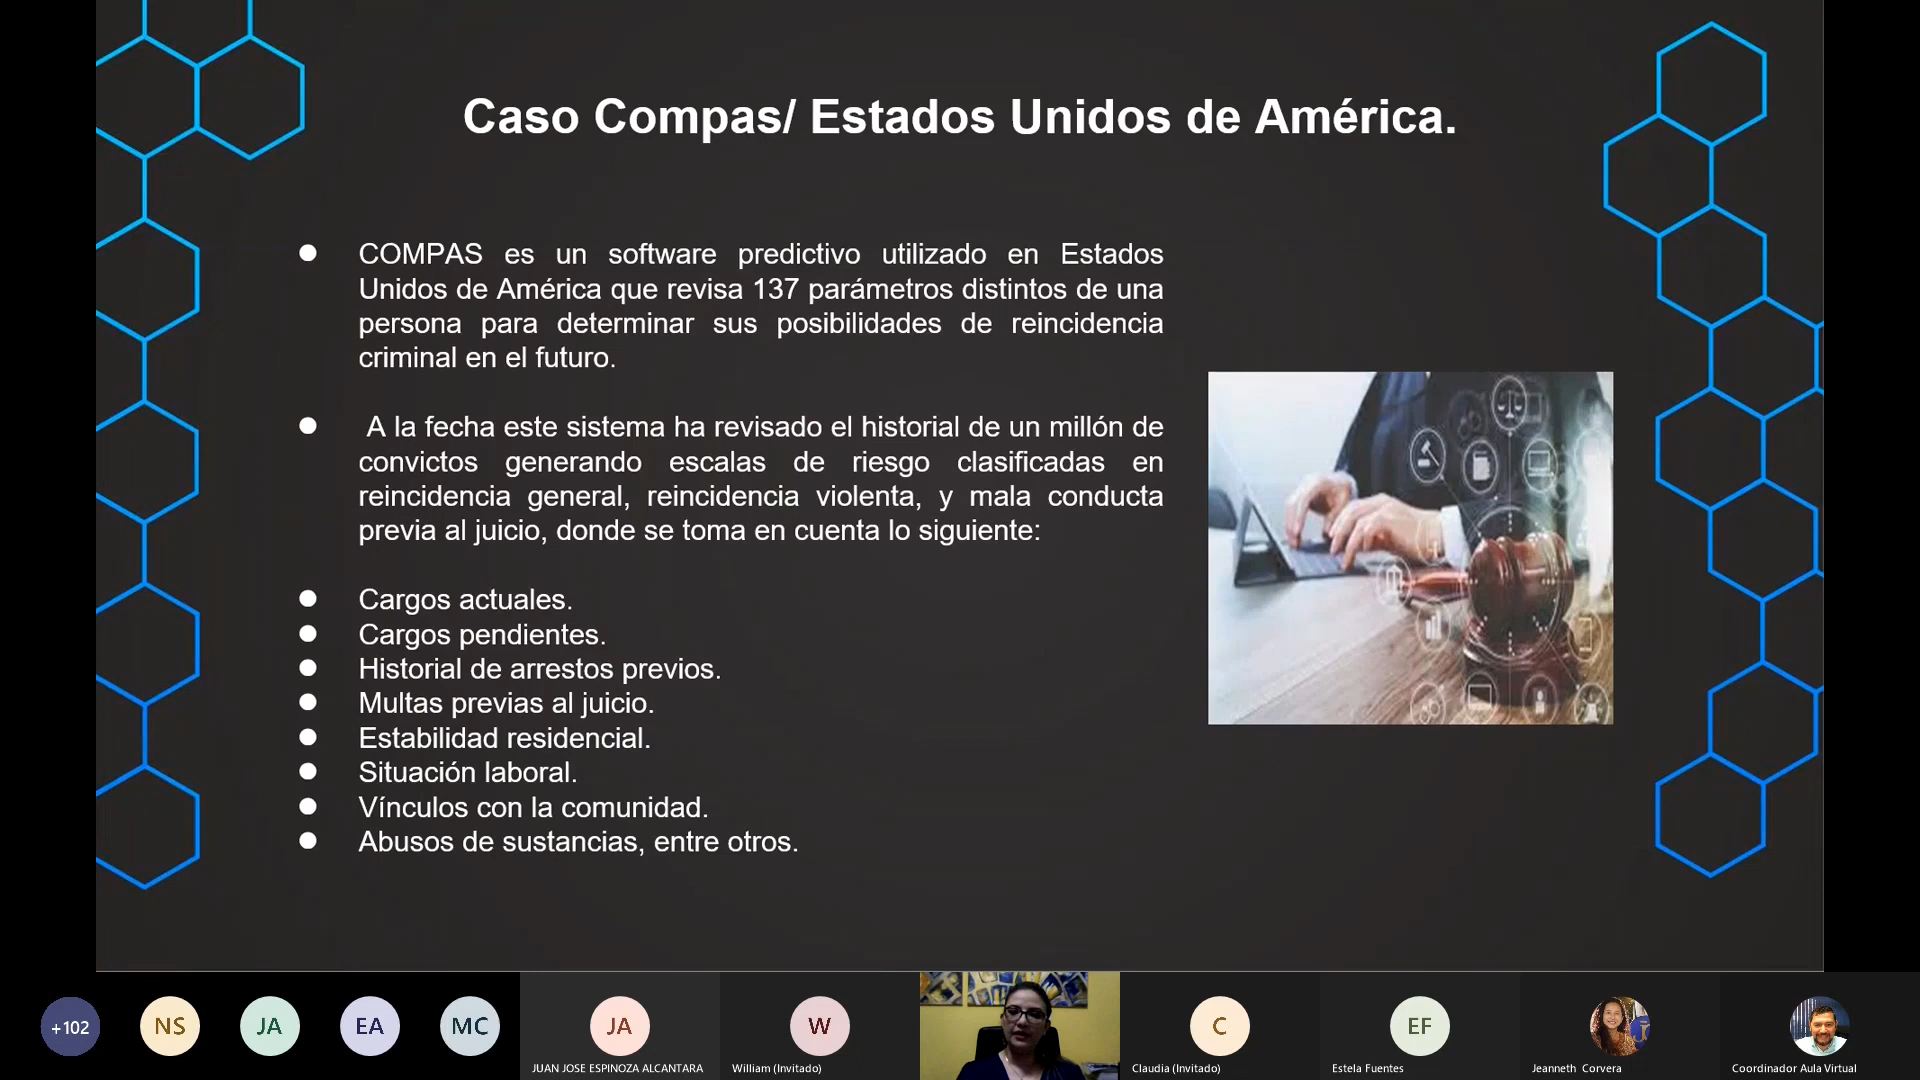 Caso Compas/ Estados Unidos de América.
COMPAS es un software predictivo utilizado en Estados
Unidos de América que revisa 137 parámetros distintos de una
persona para determinar sus posibilidades de reincidencia
criminal en el futuro.
A la fecha este sistema ha revisado el historial de un millón de
convictos generando escalas de riesgo clasificadas en
reincidencia general, reincidencia violenta, y mala conducta
previa al juicio, donde se toma en cuenta lo siguiente:
Cargos actuales.
Cargos pendientes.
Historial de arrestos previos.
Multas previas al juicio.
Estabilidad residencial.
Situación laboral.
Vínculos con la comunidad.
Abusos de sustancias, entre otros.
+102
NS
JA
EA
MC
JA
JUAN JOSE ESPINOZA ALCANTARA
W
William (Invitado)
C
Claudia (Invitado)
EF
Estela Fuentes
Jeanneth Corvera
Coordinador Aula Virtual